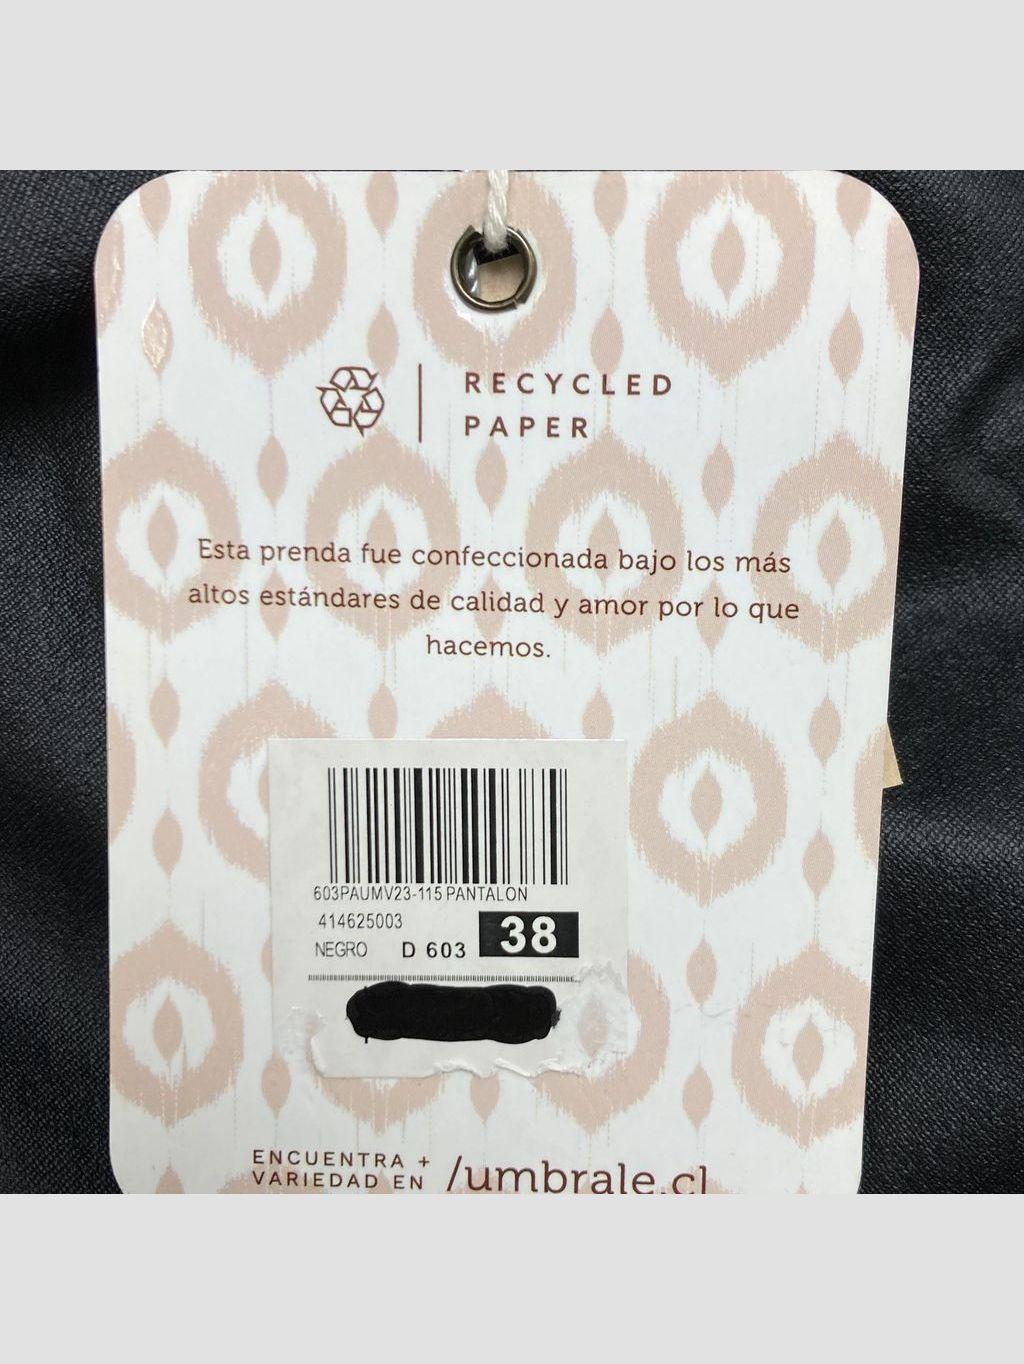 RECYCLED
PAPER
Esta prenda fue confeccionada bajo los más
altos estándares de calidad y amor por lo que
hacemos.
603PAUMV23-115 PANTALON
414625003
NEGRO D 603 38
ENCUENTRA +
VARIEDAD EN /umbrale.cl